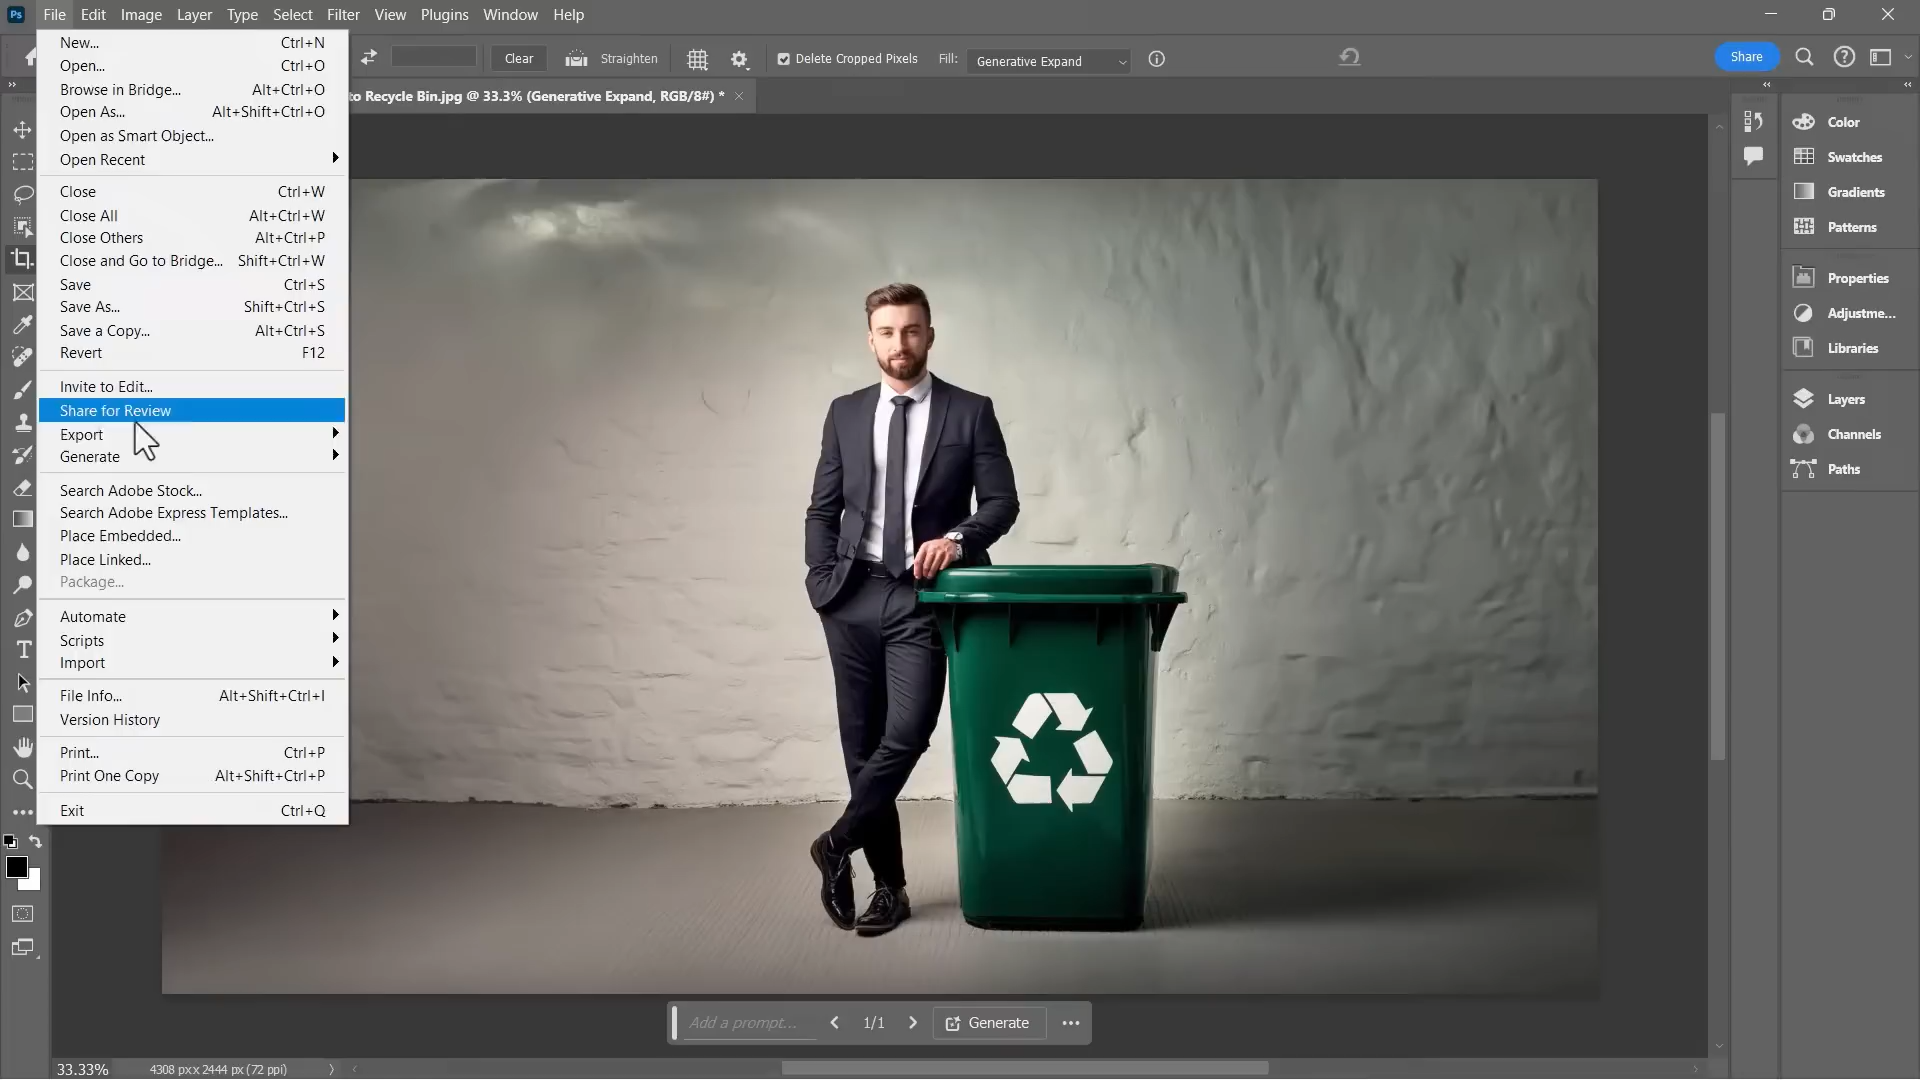 Ps File Edit Image Layer Type Select Filter View Plugins Window Help
Clear Straighten Delete Cropped Pixels Fill: Generative Expand Share
to Recycle Bin.jpg @ 33.3% (Generative Expand, RGB/8#) *
New... Ctrl+N
Open... Ctrl+O
Browse in Bridge... Alt+Ctrl+O
Open As... Alt+Shift+Ctrl+O
Open as Smart Object...
Open Recent
Close Ctrl+W
Close All Alt+Ctrl+W
Close Others Alt+Ctrl+P
Close and Go to Bridge... Shift+Ctrl+W
Save Ctrl+S
Save As... Shift+Ctrl+S
Save a Copy... Alt+Ctrl+S
Revert F12
Invite to Edit...
Share for Review
Export
Generate
Search Adobe Stock...
Search Adobe Express Templates...
Place Embedded...
Place Linked...
Package...
Automate
Scripts
Import
File Info... Alt+Shift+Ctrl+I
Version History
Print... Ctrl+P
Print One Copy Alt+Shift+Ctrl+P
Exit Ctrl+Q
Color
Swatches
Gradients
Patterns
Properties
Adjustme...
Libraries
Layers
Channels
Paths
Add a prompt... 1/1 Generate
33.33% 4308 px x 2444 px (72 ppi)